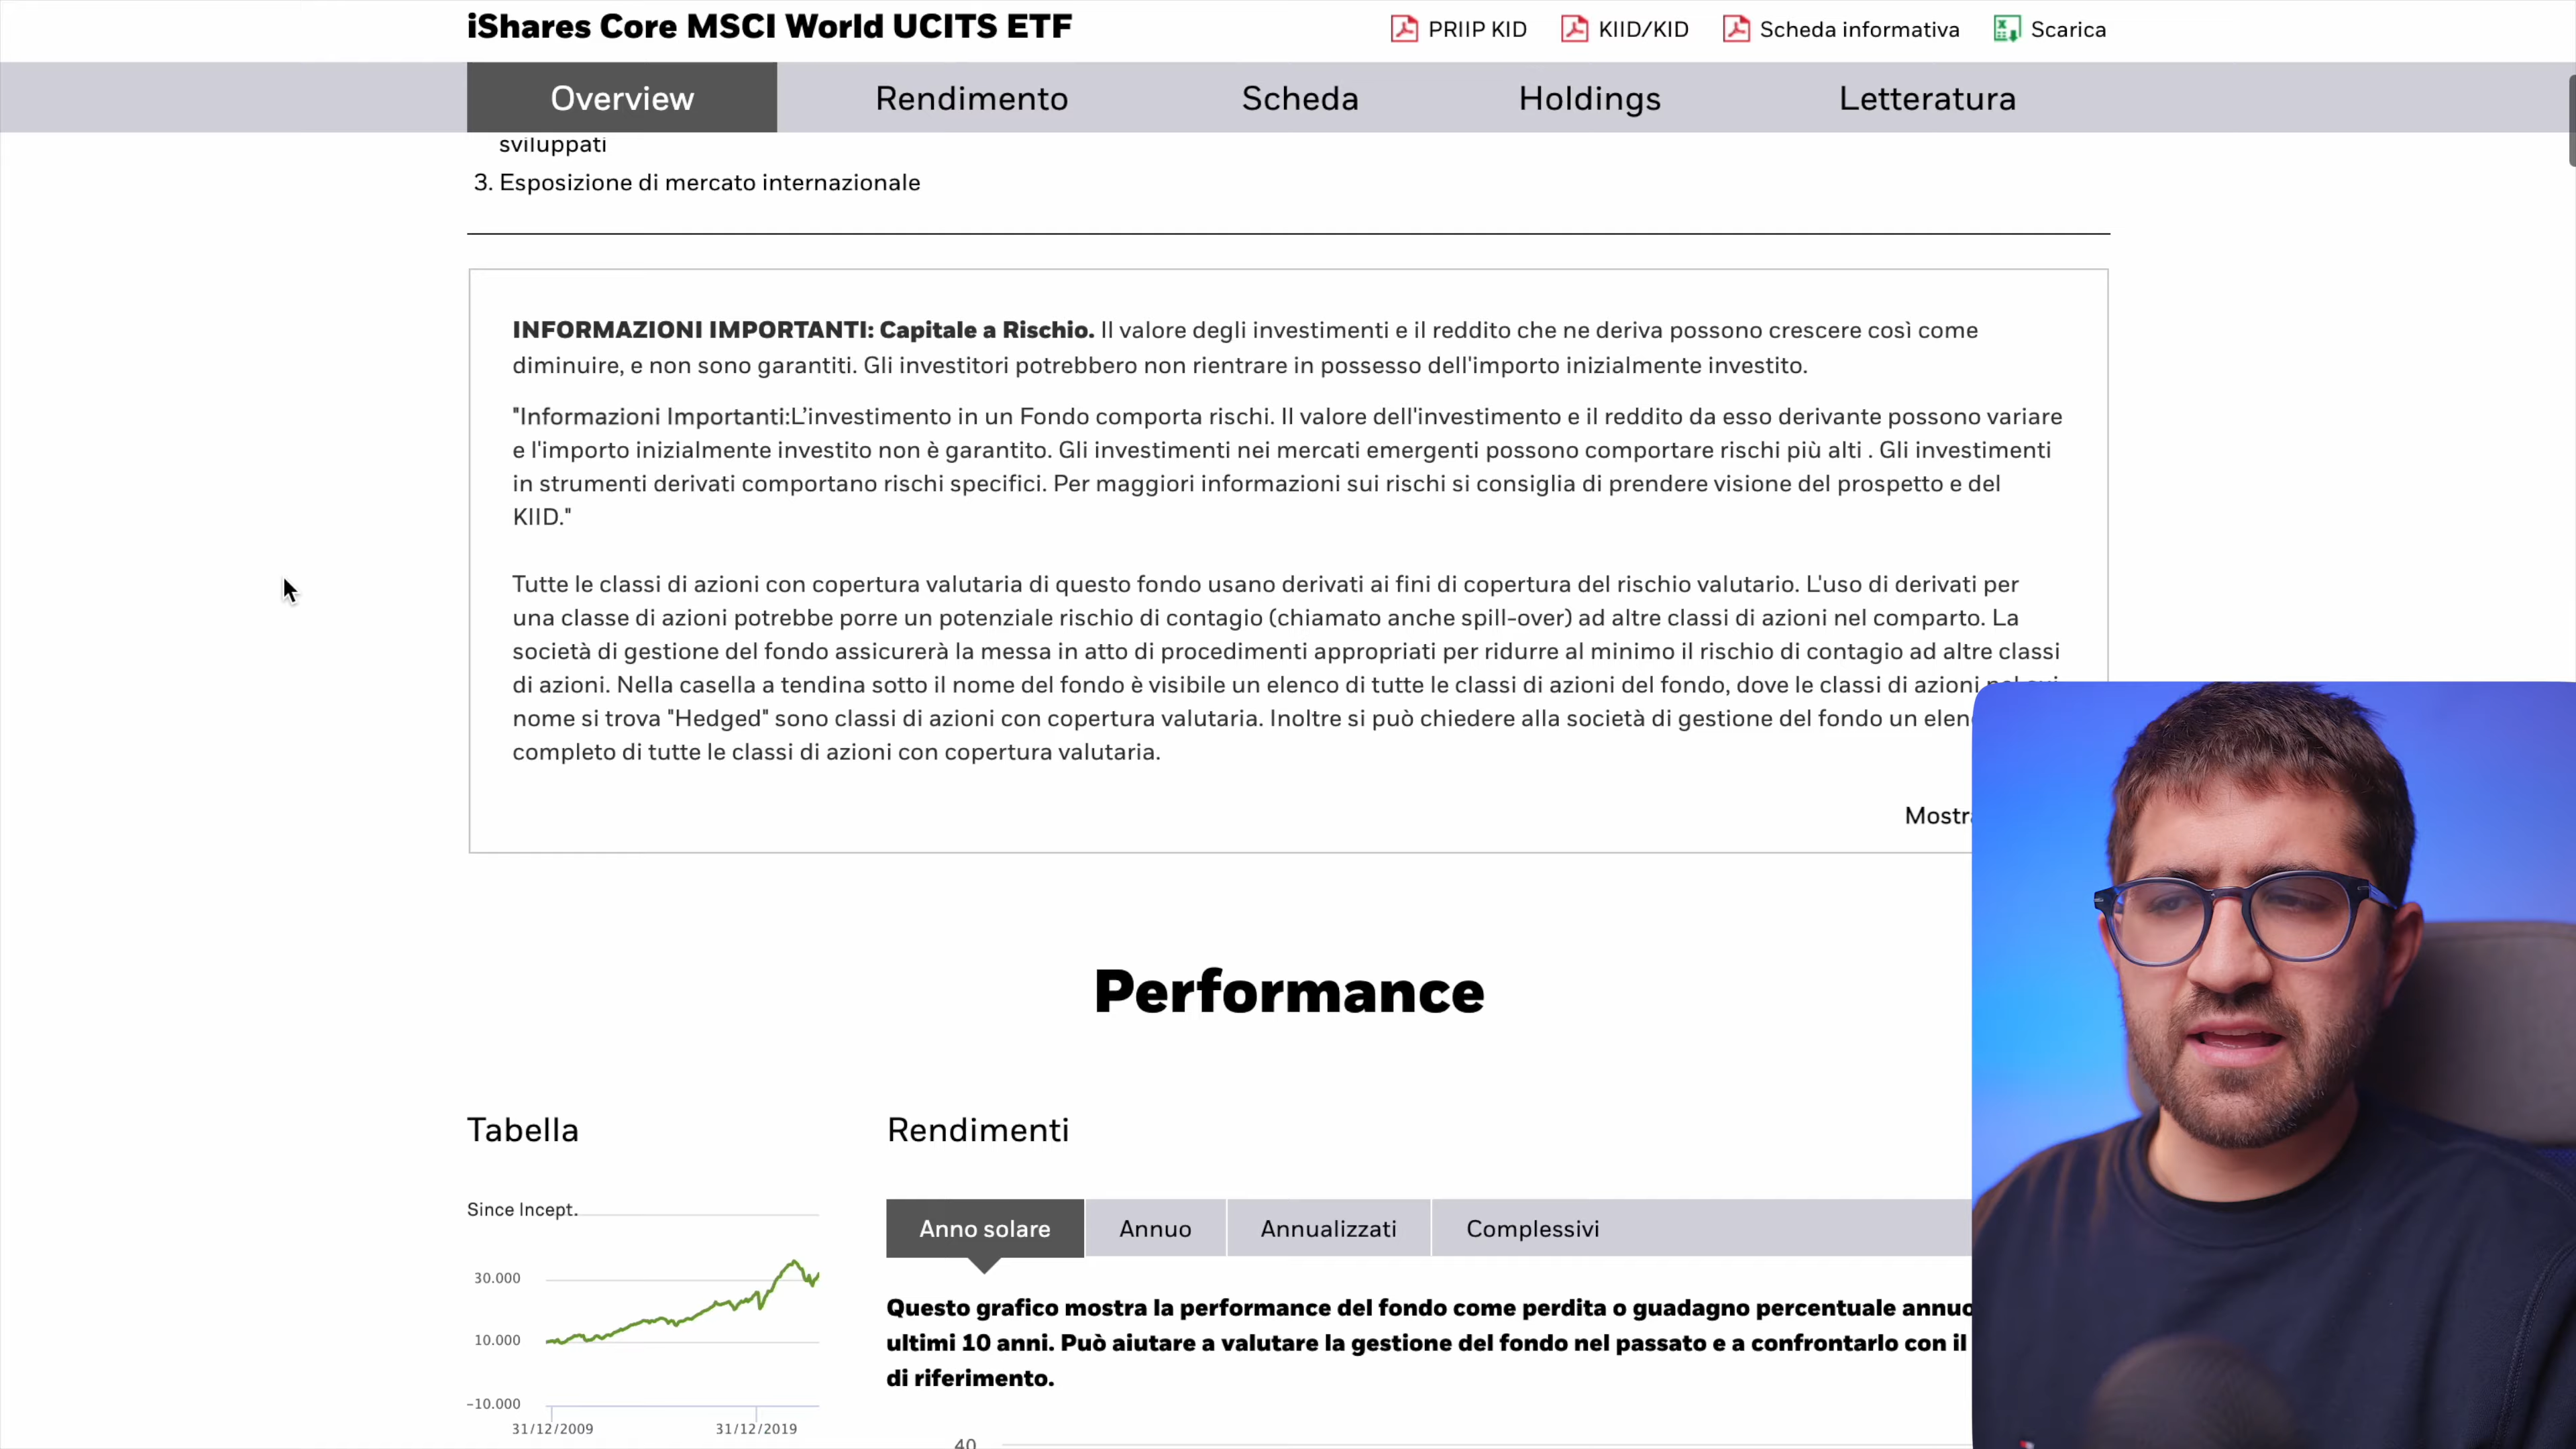 iShares Core MSCI World UCITS ETF
PRIIP KID
KIID/KID
Scheda informativa
Scarica
Overview
Rendimento
Scheda
Holdings
Letteratura
sviluppati
3. Esposizione di mercato internazionale
INFORMAZIONI IMPORTANTI: Capitale a Rischio. Il valore degli investimenti e il reddito che ne deriva possono crescere così come
diminuire, e non sono garantiti. Gli investitori potrebbero non rientrare in possesso dell'importo inizialmente investito.
"Informazioni Importanti:L’investimento in un Fondo comporta rischi. Il valore dell'investimento e il reddito da esso derivante possono variare
e l'importo inizialmente investito non è garantito. Gli investimenti nei mercati emergenti possono comportare rischi più alti . Gli investimenti
in strumenti derivati comportano rischi specifici. Per maggiori informazioni sui rischi si consiglia di prendere visione del prospetto e del
KIID."
Tutte le classi di azioni con copertura valutaria di questo fondo usano derivati ai fini di copertura del rischio valutario. L'uso di derivati per
una classe di azioni potrebbe porre un potenziale rischio di contagio (chiamato anche spill-over) ad altre classi di azioni nel comparto. La
società di gestione del fondo assicurerà la messa in atto di procedimenti appropriati per ridurre al minimo il rischio di contagio ad altre classi
di azioni. Nella casella a tendina sotto il nome del fondo è visibile un elenco di tutte le classi di azioni del fondo, dove le classi di azioni
nome si trova "Hedged" sono classi di azioni con copertura valutaria. Inoltre si può chiedere alla società di gestione del fondo un
completo di tutte le classi di azioni con copertura valutaria.
Performance
Tabella
Rendimenti
Since Incept.
30.000
10.000
-10.000
31/12/2009
31/12/2019
Anno solare
Annuo
Annualizzati
Complessivi
Questo grafico mostra la performance del fondo come perdita o guadagno percentuale annuo
ultimi 10 anni. Può aiutare a valutare la gestione del fondo nel passato e a confrontarlo con il
di riferimento.
40